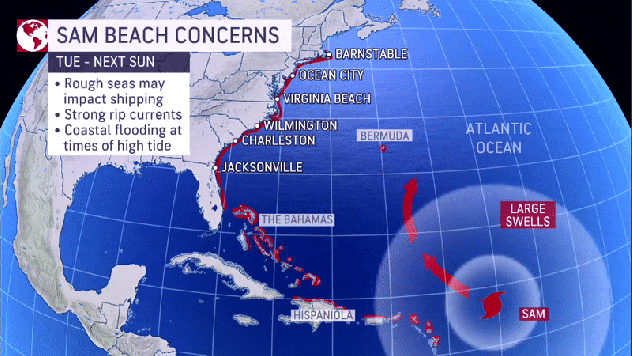 SAM BEACH CONCERNS
TUE - NEXT SUN
• Rough seas may
impact shipping
• Strong rip currents
• Coastal flooding at
times of high tide
BARNSTABLE
OCEAN CITY
VIRGINIA BEACH
WILMINGTON
CHARLESTON
JACKSONVILLE
BERMUDA
ATLANTIC
OCEAN
THE BAHAMAS
LARGE
SWELLS
HISPANIOLA
SAM